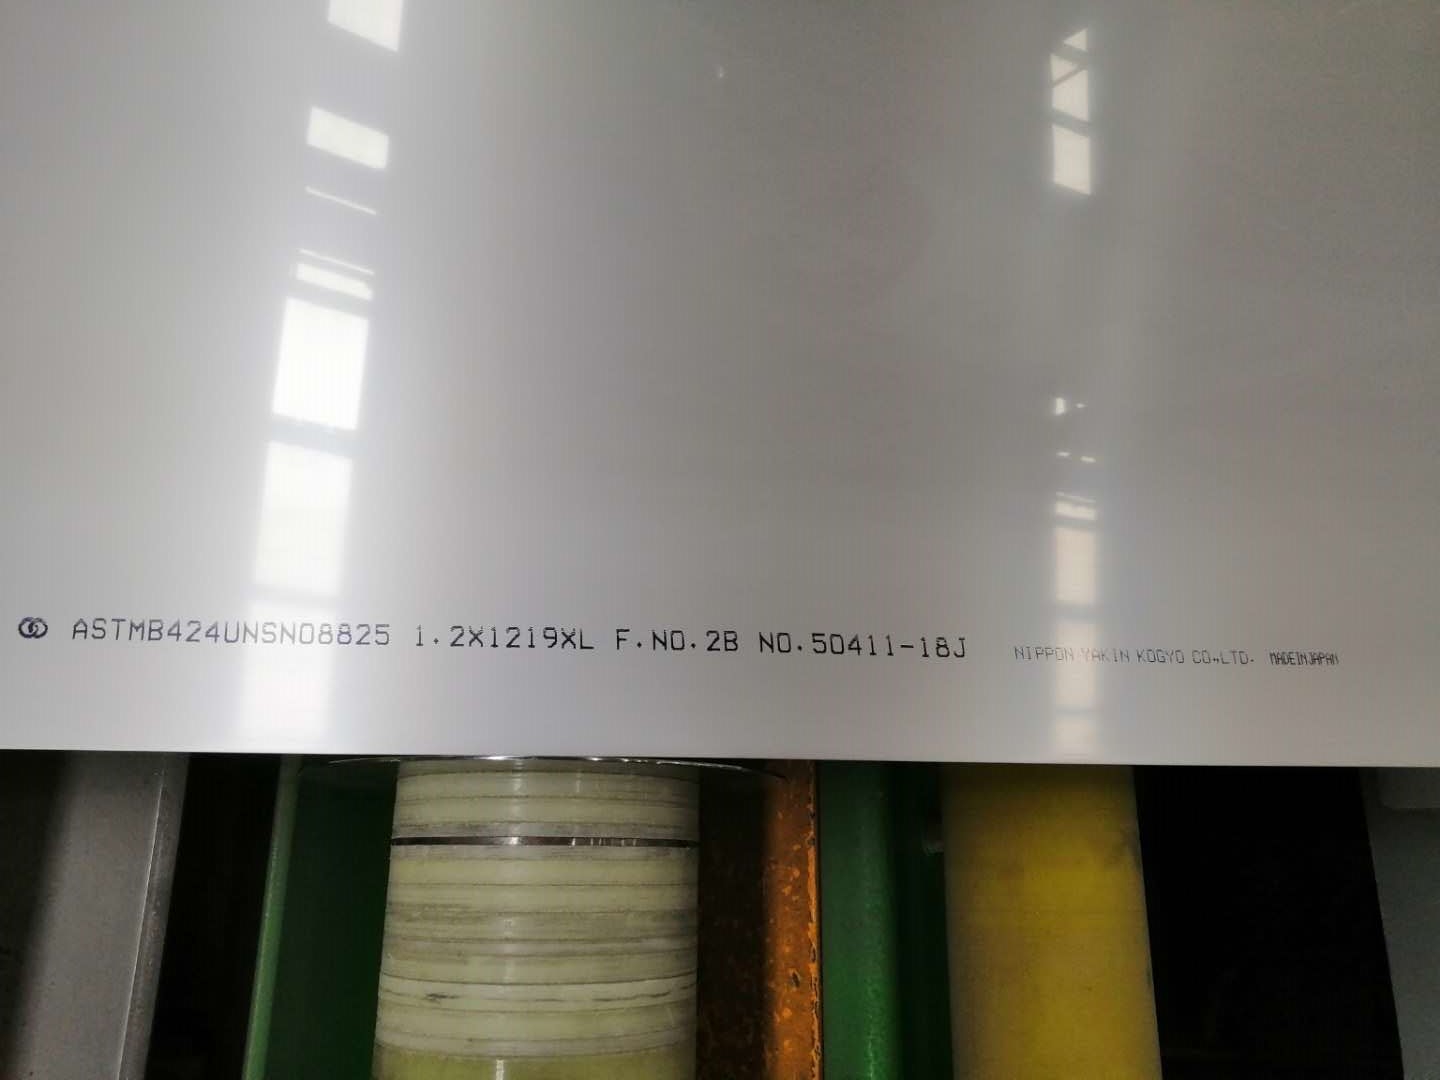 ASTMB424UNSN08825 1.2X1219XL F.NO.2B NO.50411-18J NIPPON YAKIN KOGYO CO.,LTD. MADEINJAPAN